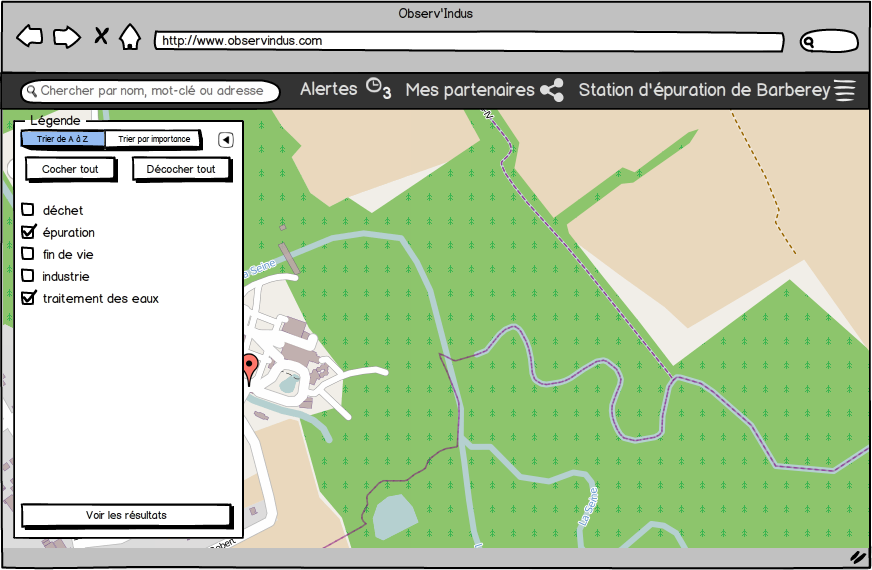 Observ'Indus
http://www.observindus.com
Chercher par nom, mot-clé ou adresse
Alertes 3
Mes partenaires
Station d'épuration de Barberey
Légende
Trier de A à Z
Trier par importance
Cocher tout
Décocher tout
déchet
épuration
fin de vie
industrie
traitement des eaux
Voir les résultats
La Seine
La Seine